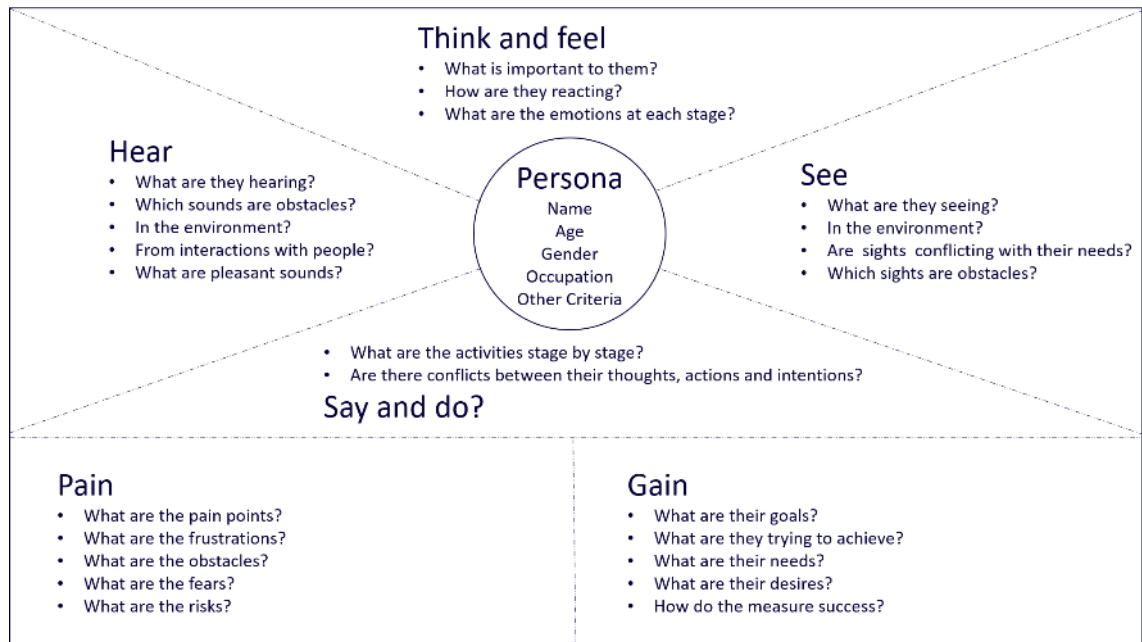 Think and feel
• What is important to them?
• How are they reacting?
• What are the emotions at each stage?
Hear
• What are they hearing?
• Which sounds are obstacles?
• In the environment?
• From interactions with people?
• What are pleasant sounds?
Persona
Name
Age
Gender
Occupation
Other Criteria
See
• What are they seeing?
• In the environment?
• Are sights conflicting with their needs?
• Which sights are obstacles?
• What are the activities stage by stage?
• Are there conflicts between their thoughts, actions and intentions?
Say and do?
Pain
• What are the pain points?
• What are the frustrations?
• What are the obstacles?
• What are the fears?
• What are the risks?
Gain
• What are their goals?
• What are they trying to achieve?
• What are their needs?
• What are their desires?
• How do the measure success?